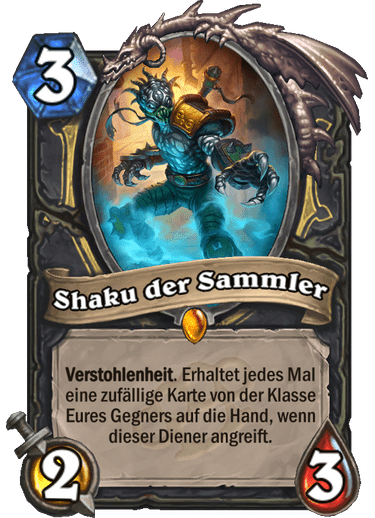 3
Shaku der Sammler
Verstohlenheit. Erhaltet jedes Mal
eine zufällige Karte von der Klasse
Eures Gegners auf die Hand, wenn
dieser Diener angreift.
2
3